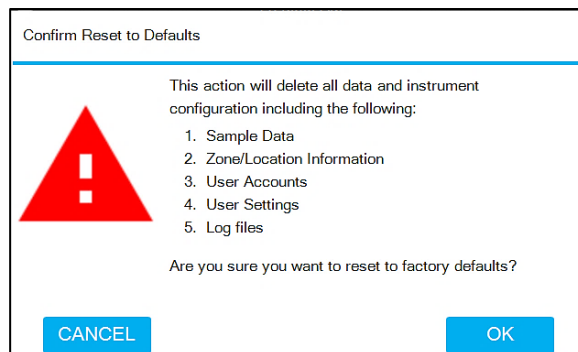 Confirm Reset to Defaults
This action will delete all data and instrument
configuration including the following:
1. Sample Data
2. Zone/Location Information
3. User Accounts
4. User Settings
5. Log files
Are you sure you want to reset to factory defaults?
CANCEL
OK